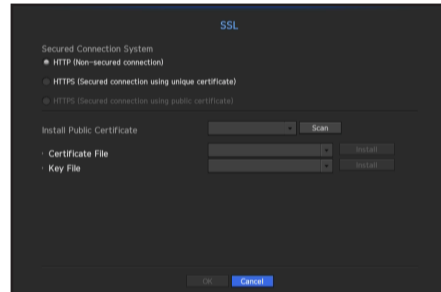 SSL
Secured Connection System
HTTP (Non-secured connection)
HTTPS (Secured connection using unique certificate)
HTTPS (Secured connection using public certificate)
Install Public Certificate
Scan
· Certificate File
Install
· Key File
Install
OK
Cancel